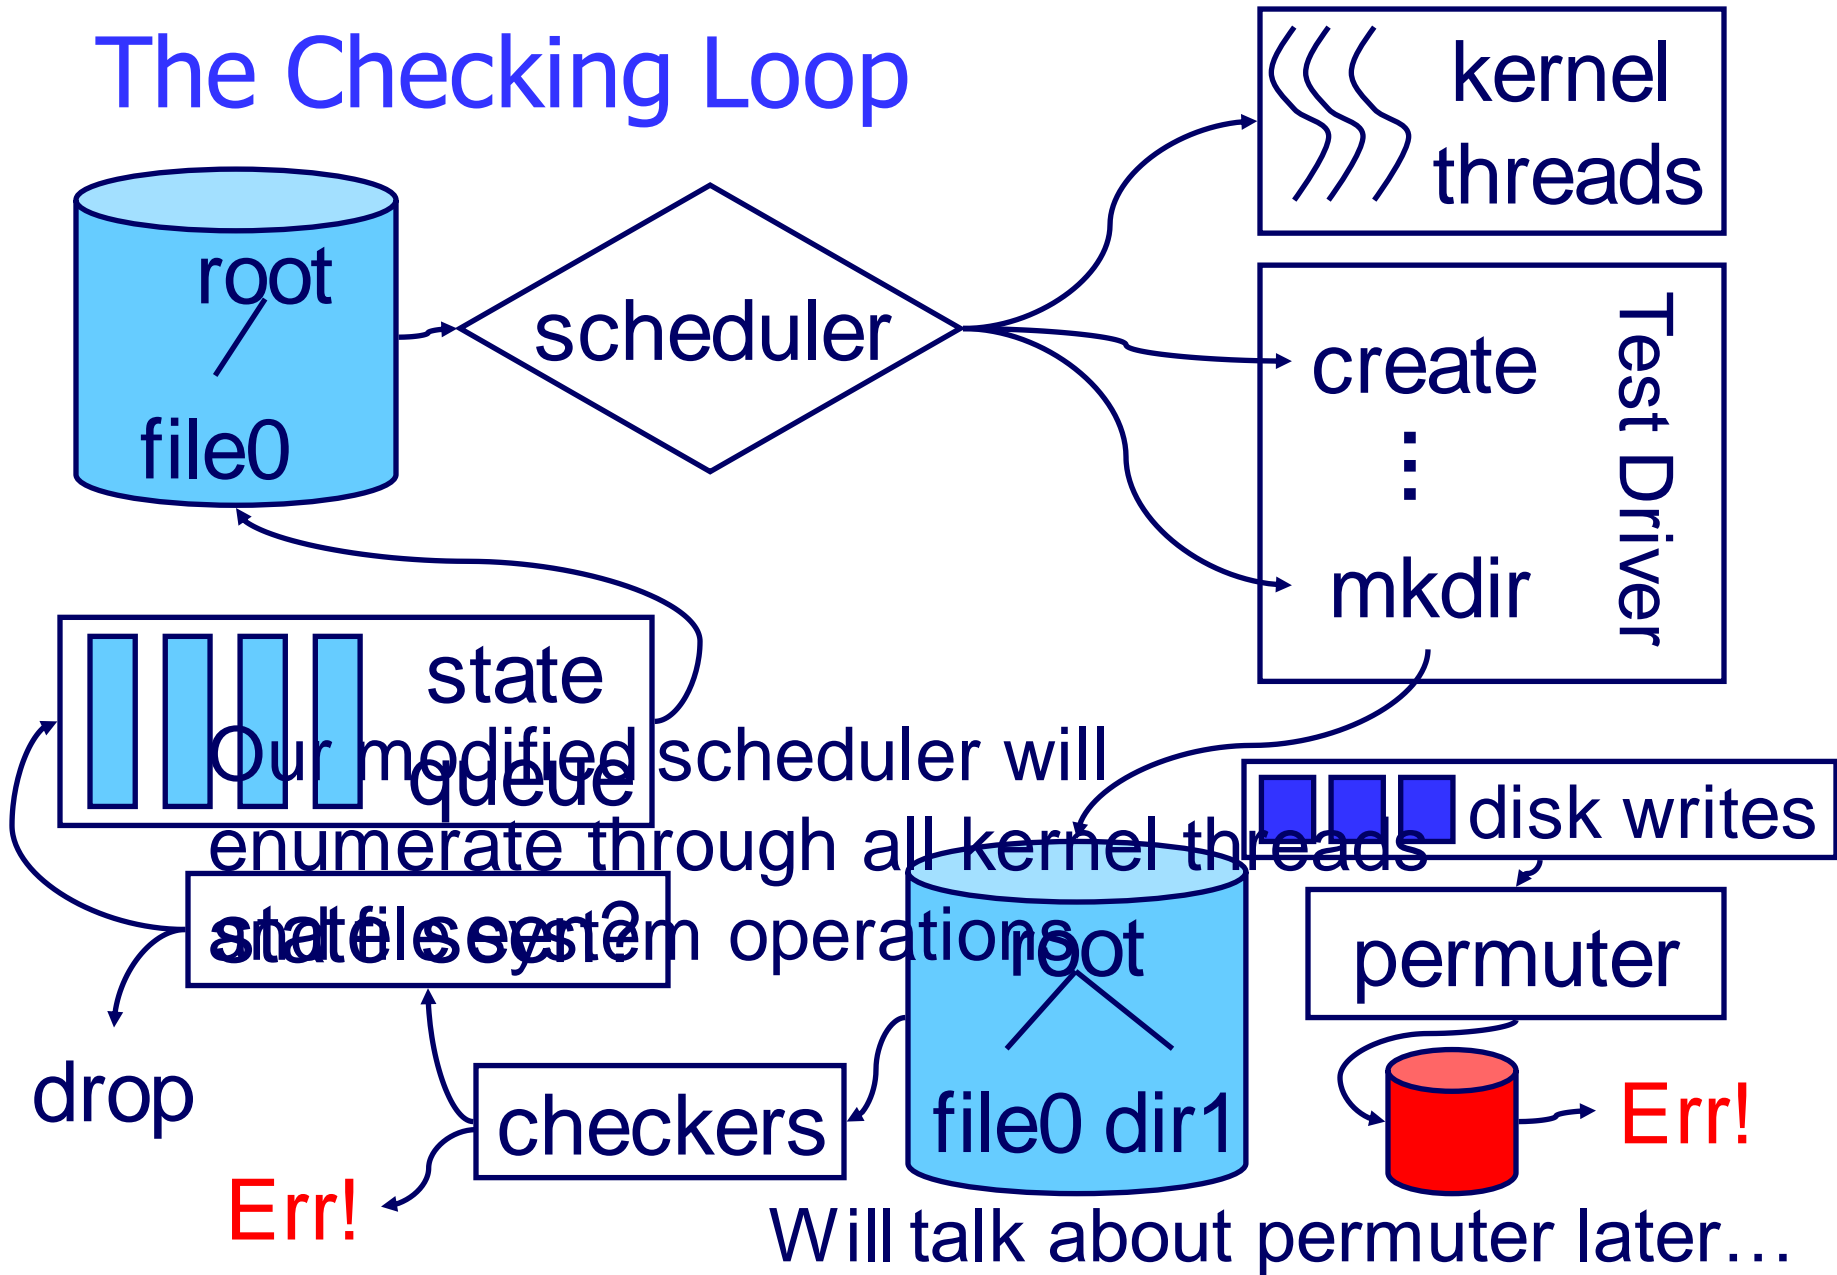 The Checking Loop
kernel
threads
root
file0
scheduler
create
⋮
mkdir
Test Driver
state
queue
Our modified scheduler will
enumerate through all kernel threads
and file system operations
disk writes
state seen?
root
file0 dir1
permuter
drop
checkers
Err!
Err!
Will talk about permuter later…